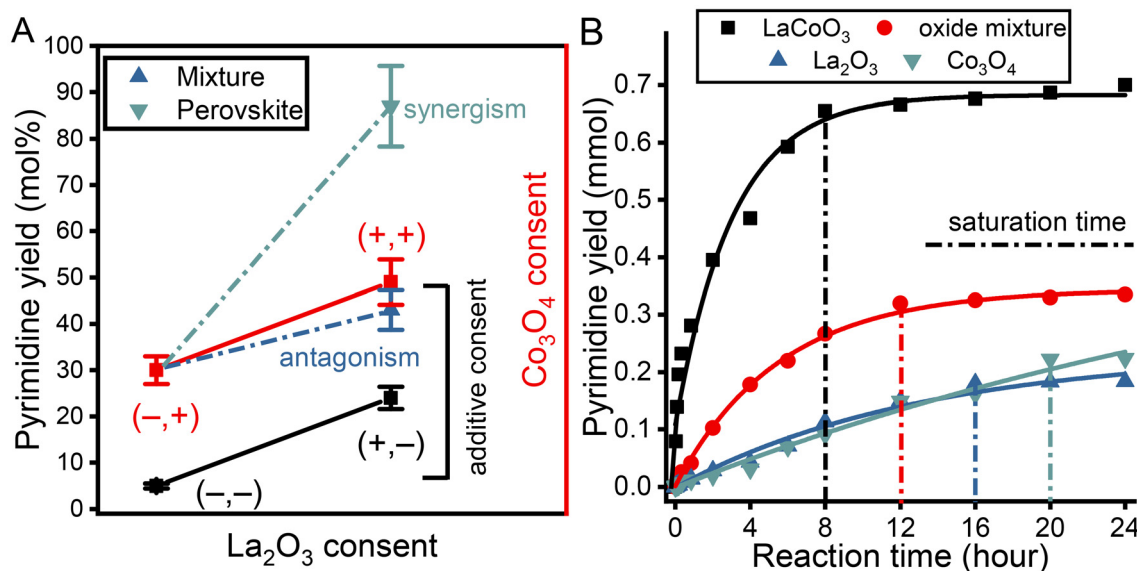 A
Pyrimidine yield (mol%)
100
90
80
70
60
50
40
30
20
10
0
Mixture
Perovskite
synergism
(+,+)
antagonism
(–,+)
(+,–)
(–,–)
additive consent
Co₃O₄ consent
La₂O₃ consent
B
Pyrimidine yield (mmol)
0.7
0.6
0.5
0.4
0.3
0.2
0.1
0.0
LaCoO₃ oxide mixture
La₂O₃ Co₃O₄
saturation time
0 4 8 12 16 20 24
Reaction time (hour)